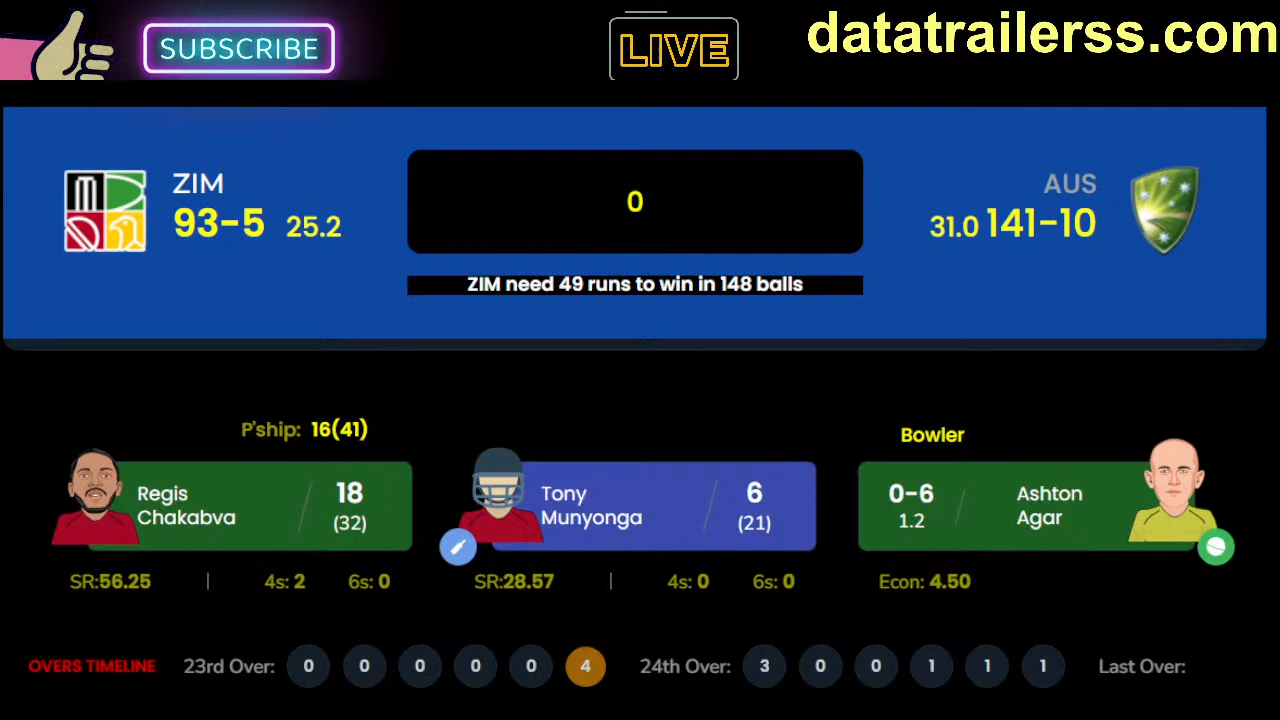 SUBSCRIBE
LIVE
datatrailerss.com
ZIM
93-5 25.2
0
AUS
31.0 141-10
ZIM need 49 runs to win in 148 balls
P'ship: 16(41)
Bowler
Regis
Chakabva
18
(32)
Tony
Munyonga
6
(21)
0-6
1.2
Ashton
Agar
SR:56.25 | 4s: 2 6s: 0
SR:28.57 | 4s: 0 6s: 0
Econ: 4.50
OVERS TIMELINE 23rd Over: 0 0 0 0 0 4 24th Over: 3 0 0 1 1 1 Last Over: